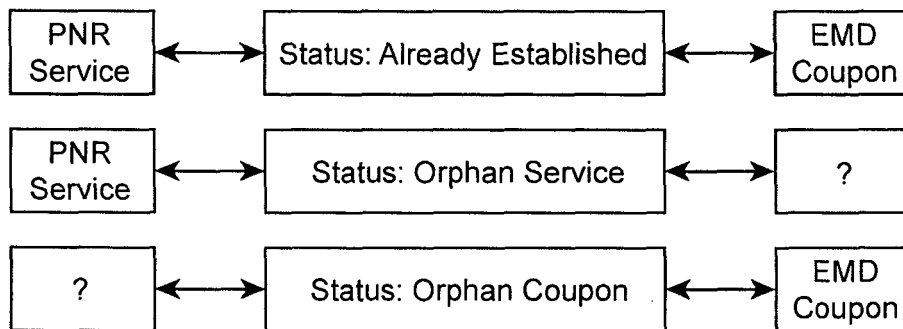 PNR
Service
Status: Already Established
EMD
Coupon
PNR
Service
Status: Orphan Service
?
?
Status: Orphan Coupon
EMD
Coupon